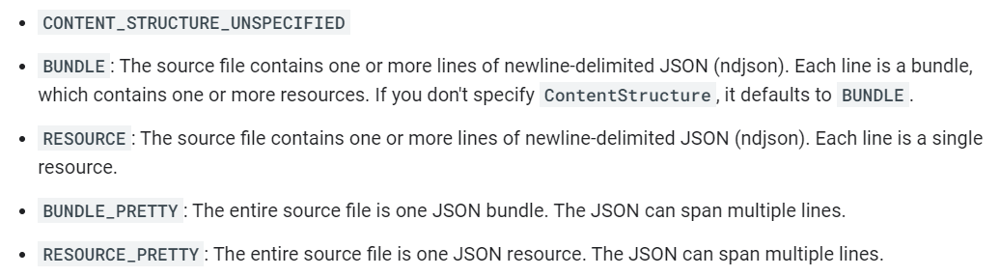 CONTENT_STRUCTURE_UNSPECIFIED
BUNDLE: The source file contains one or more lines of newline-delimited JSON (ndjson). Each line is a bundle,
which contains one or more resources. If you don't specify ContentStructure, it defaults to BUNDLE.
RESOURCE: The source file contains one or more lines of newline-delimited JSON (ndjson). Each line is a single
resource.
BUNDLE_PRETTY: The entire source file is one JSON bundle. The JSON can span multiple lines.
RESOURCE_PRETTY: The entire source file is one JSON resource. The JSON can span multiple lines.